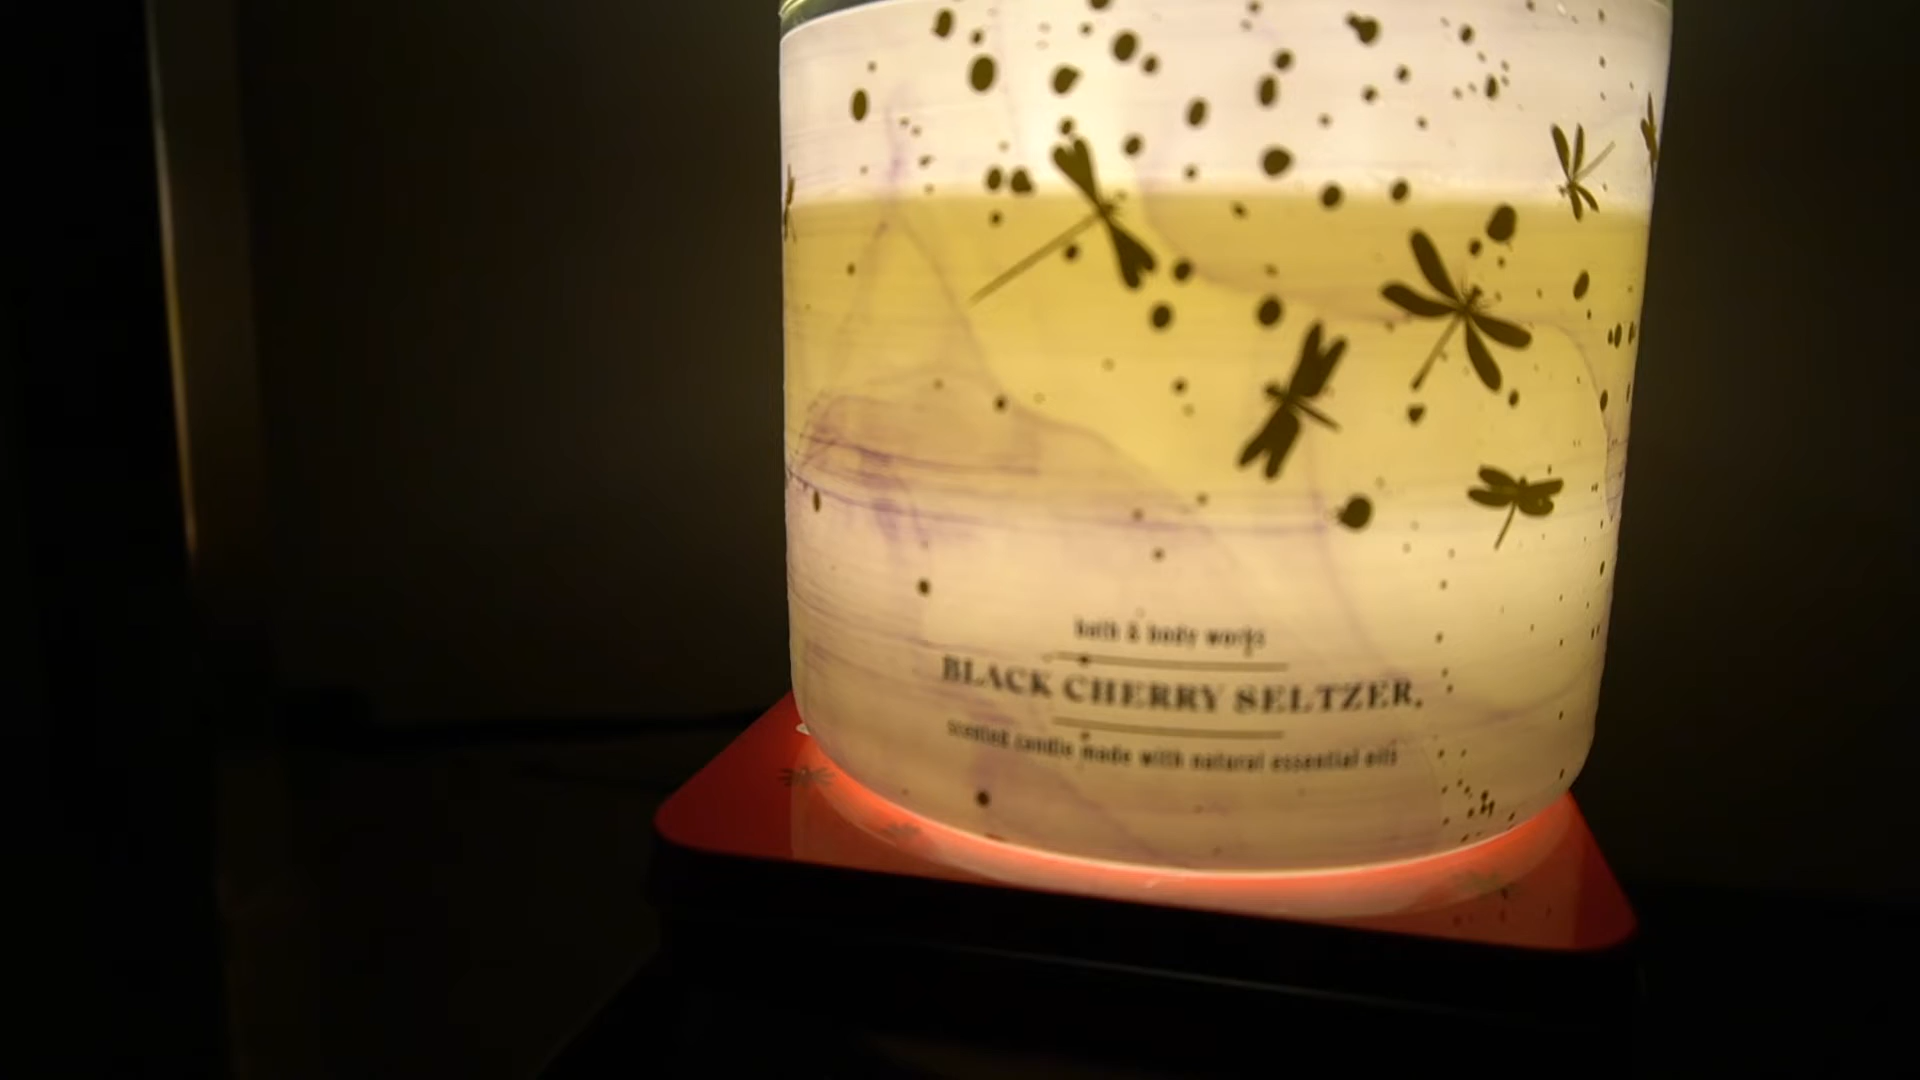 bath & body works
BLACK CHERRY SELTZER.
scented candle made with natural essential oils